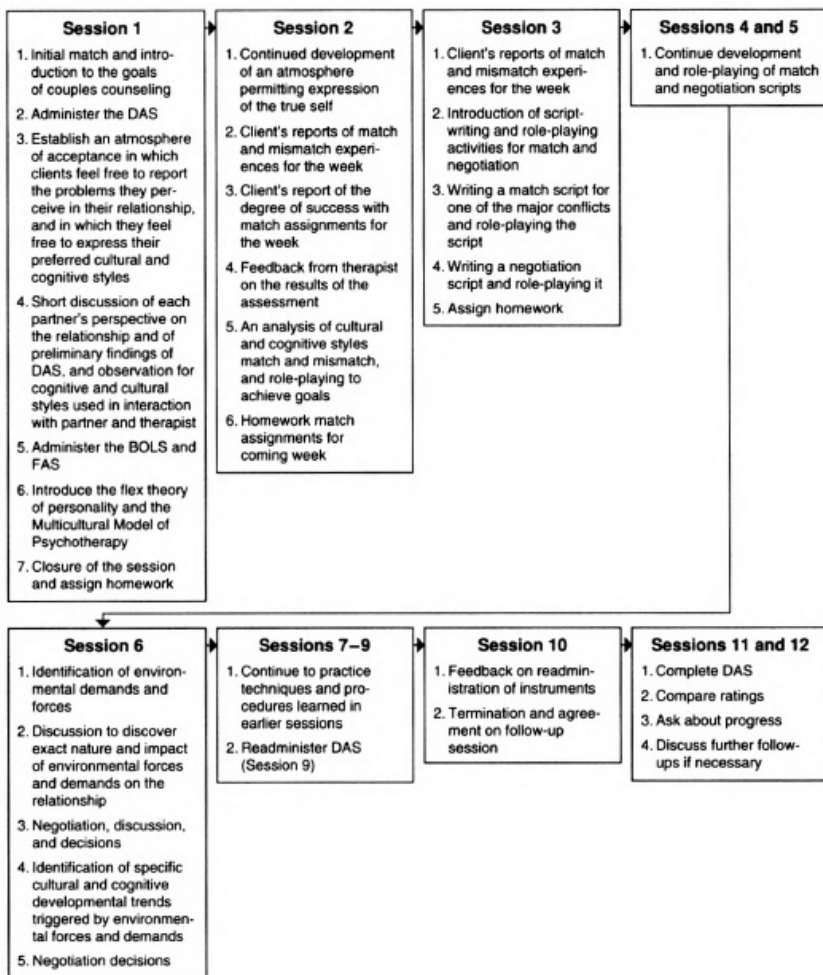 Session 1
1. Initial match and intro-
duction to the goals
of couples counseling
2. Administer the DAS
3. Establish an atmosphere
of acceptance in which
clients feel free to report
the problems they per-
ceive in their relationship,
and in which they feel
free to express their
preferred cultural and
cognitive styles
4. Short discussion of each
partner's perspective on
the relationship and of
preliminary findings of
DAS, and observation for
cognitive and cultural
styles used in interaction
with partner and therapist
5. Administer the BOLS and
FAS
6. Introduce the flex theory
of personality and the
Multicultural Model of
Psychotherapy
7. Closure of the session
and assign homework
Session 2
1. Continued development
of an atmosphere
permitting expression
of the true self
2. Client's reports of match
and mismatch experi-
ences for the week
3. Client's report of the
degree of success with
match assignments for
the week
4. Feedback from therapist
on the results of the
assessment
5. An analysis of cultural
and cognitive styles
match and mismatch,
and role-playing to
achieve goals
6. Homework match
assignments for
coming week
Session 3
1. Client's reports of match
and mismatch experi-
ences for the week
2. Introduction of script-
writing and role-playing
activities for match and
negotiation
3. Writing a match script for
one of the major conflicts
and role-playing the
script
4. Writing a negotiation
script and role-playing it
5. Assign homework
Sessions 4 and 5
1. Continue development
and role-playing of match
and negotiation scripts
Session 6
1. Identification of environ-
mental demands and
forces
2. Discussion to discover
exact nature and impact
of environmental forces
and demands on the
relationship
3. Negotiation, discussion,
and decisions
4. Identification of specific
cultural and cognitive
developmental trends
triggered by environmen-
tal forces and demands
5. Negotiation decisions
Sessions 7–9
1. Continue to practice
techniques and pro-
cedures learned in
earlier sessions
2. Readminister DAS
(Session 9)
Session 10
1. Feedback on readmin-
istration of instruments
2. Termination and agree-
ment on follow-up
session
Sessions 11 and 12
1. Complete DAS
2. Compare ratings
3. Ask about progress
4. Discuss further follow-
ups if necessary